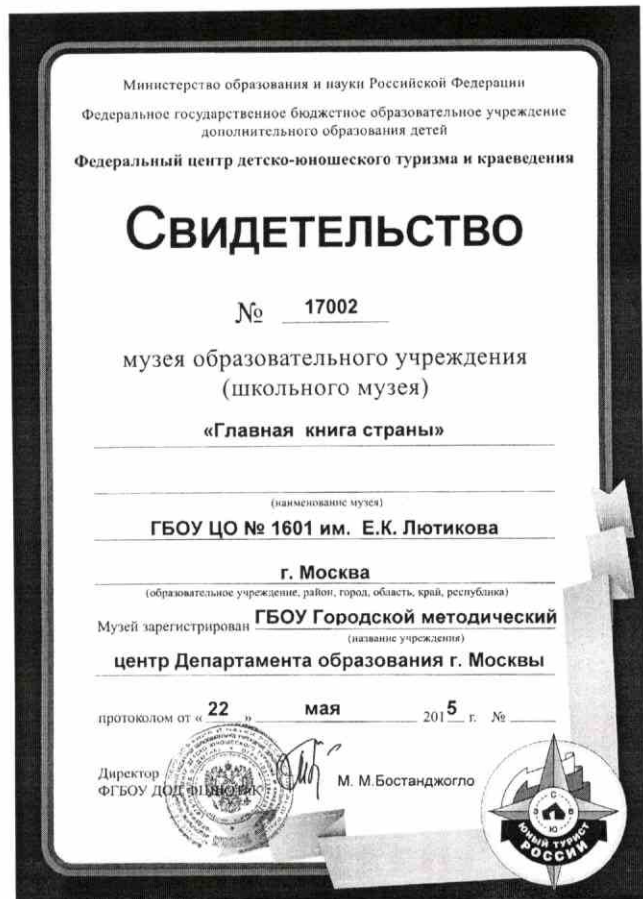 Министерство образования и науки Российской Федерации
Федеральное государственное бюджетное образовательное учреждение
дополнительного образования детей
Федеральный центр детско-юношеского туризма и краеведения
СВИДЕТЕЛЬСТВО
№ 17002
музея образовательного учреждения
(школьного музея)
«Главная книга страны»
(наименование музея)
ГБОУ ЦО № 1601 им. Е.К. Лютикова
г. Москва
(образовательное учреждение, район, город, область, край, республика)
Музей зарегистрирован ГБОУ Городской методический
(название учреждения)
центр Департамента образования г. Москвы
протоколом от « 22 » мая 2015 г. №
Директор
ФГБОУ ДОД ФЦДЮТиК
М. М.Бостанджогло
С
В
Ю
ЮНЫЙ ТУРИСТ
РОССИИ